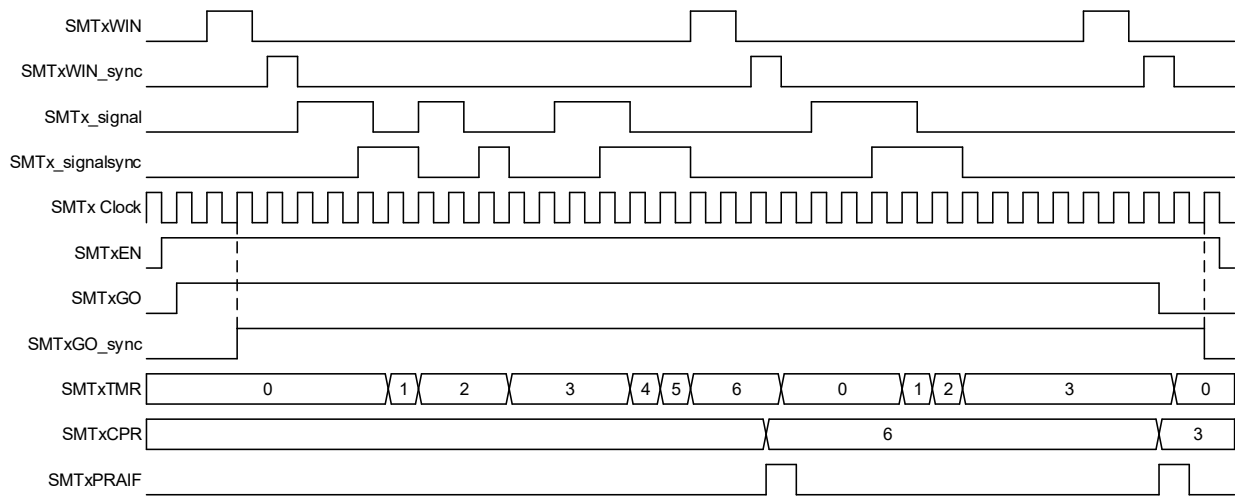 SMTxWIN
SMTxWIN_sync
SMTx_signal
SMTx_signalsync
SMTx Clock
SMTxEN
SMTxGO
SMTxGO_sync
SMTxTMR 0 1 2 3 4 5 6 0 1 2 3 0
SMTxCPR 6 3
SMTxPRAIF